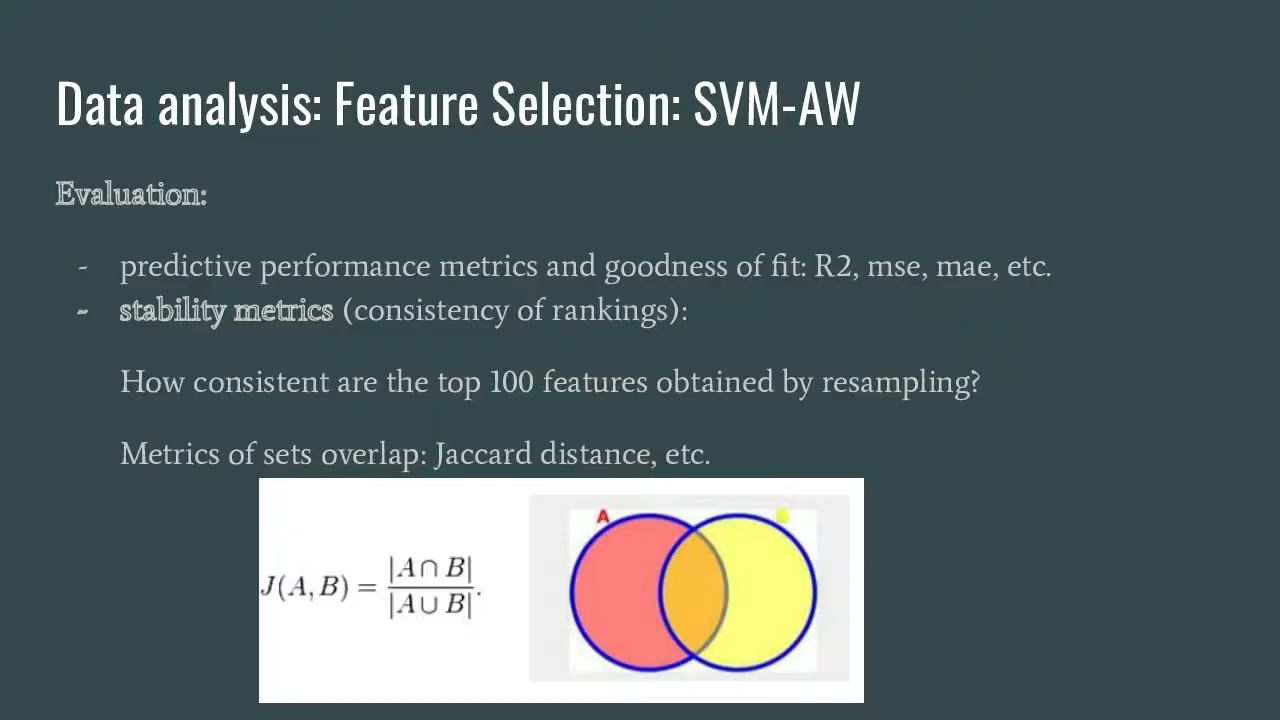 Data analysis: Feature Selection: SVM-AW
Evaluation:
- predictive performance metrics and goodness of fit: R2, mse, mae, etc.
- stability metrics (consistency of rankings):
How consistent are the top 100 features obtained by resampling?
Metrics of sets overlap: Jaccard distance, etc.
A B
J(A, B) = |A ∩ B| / |A ∪ B|.